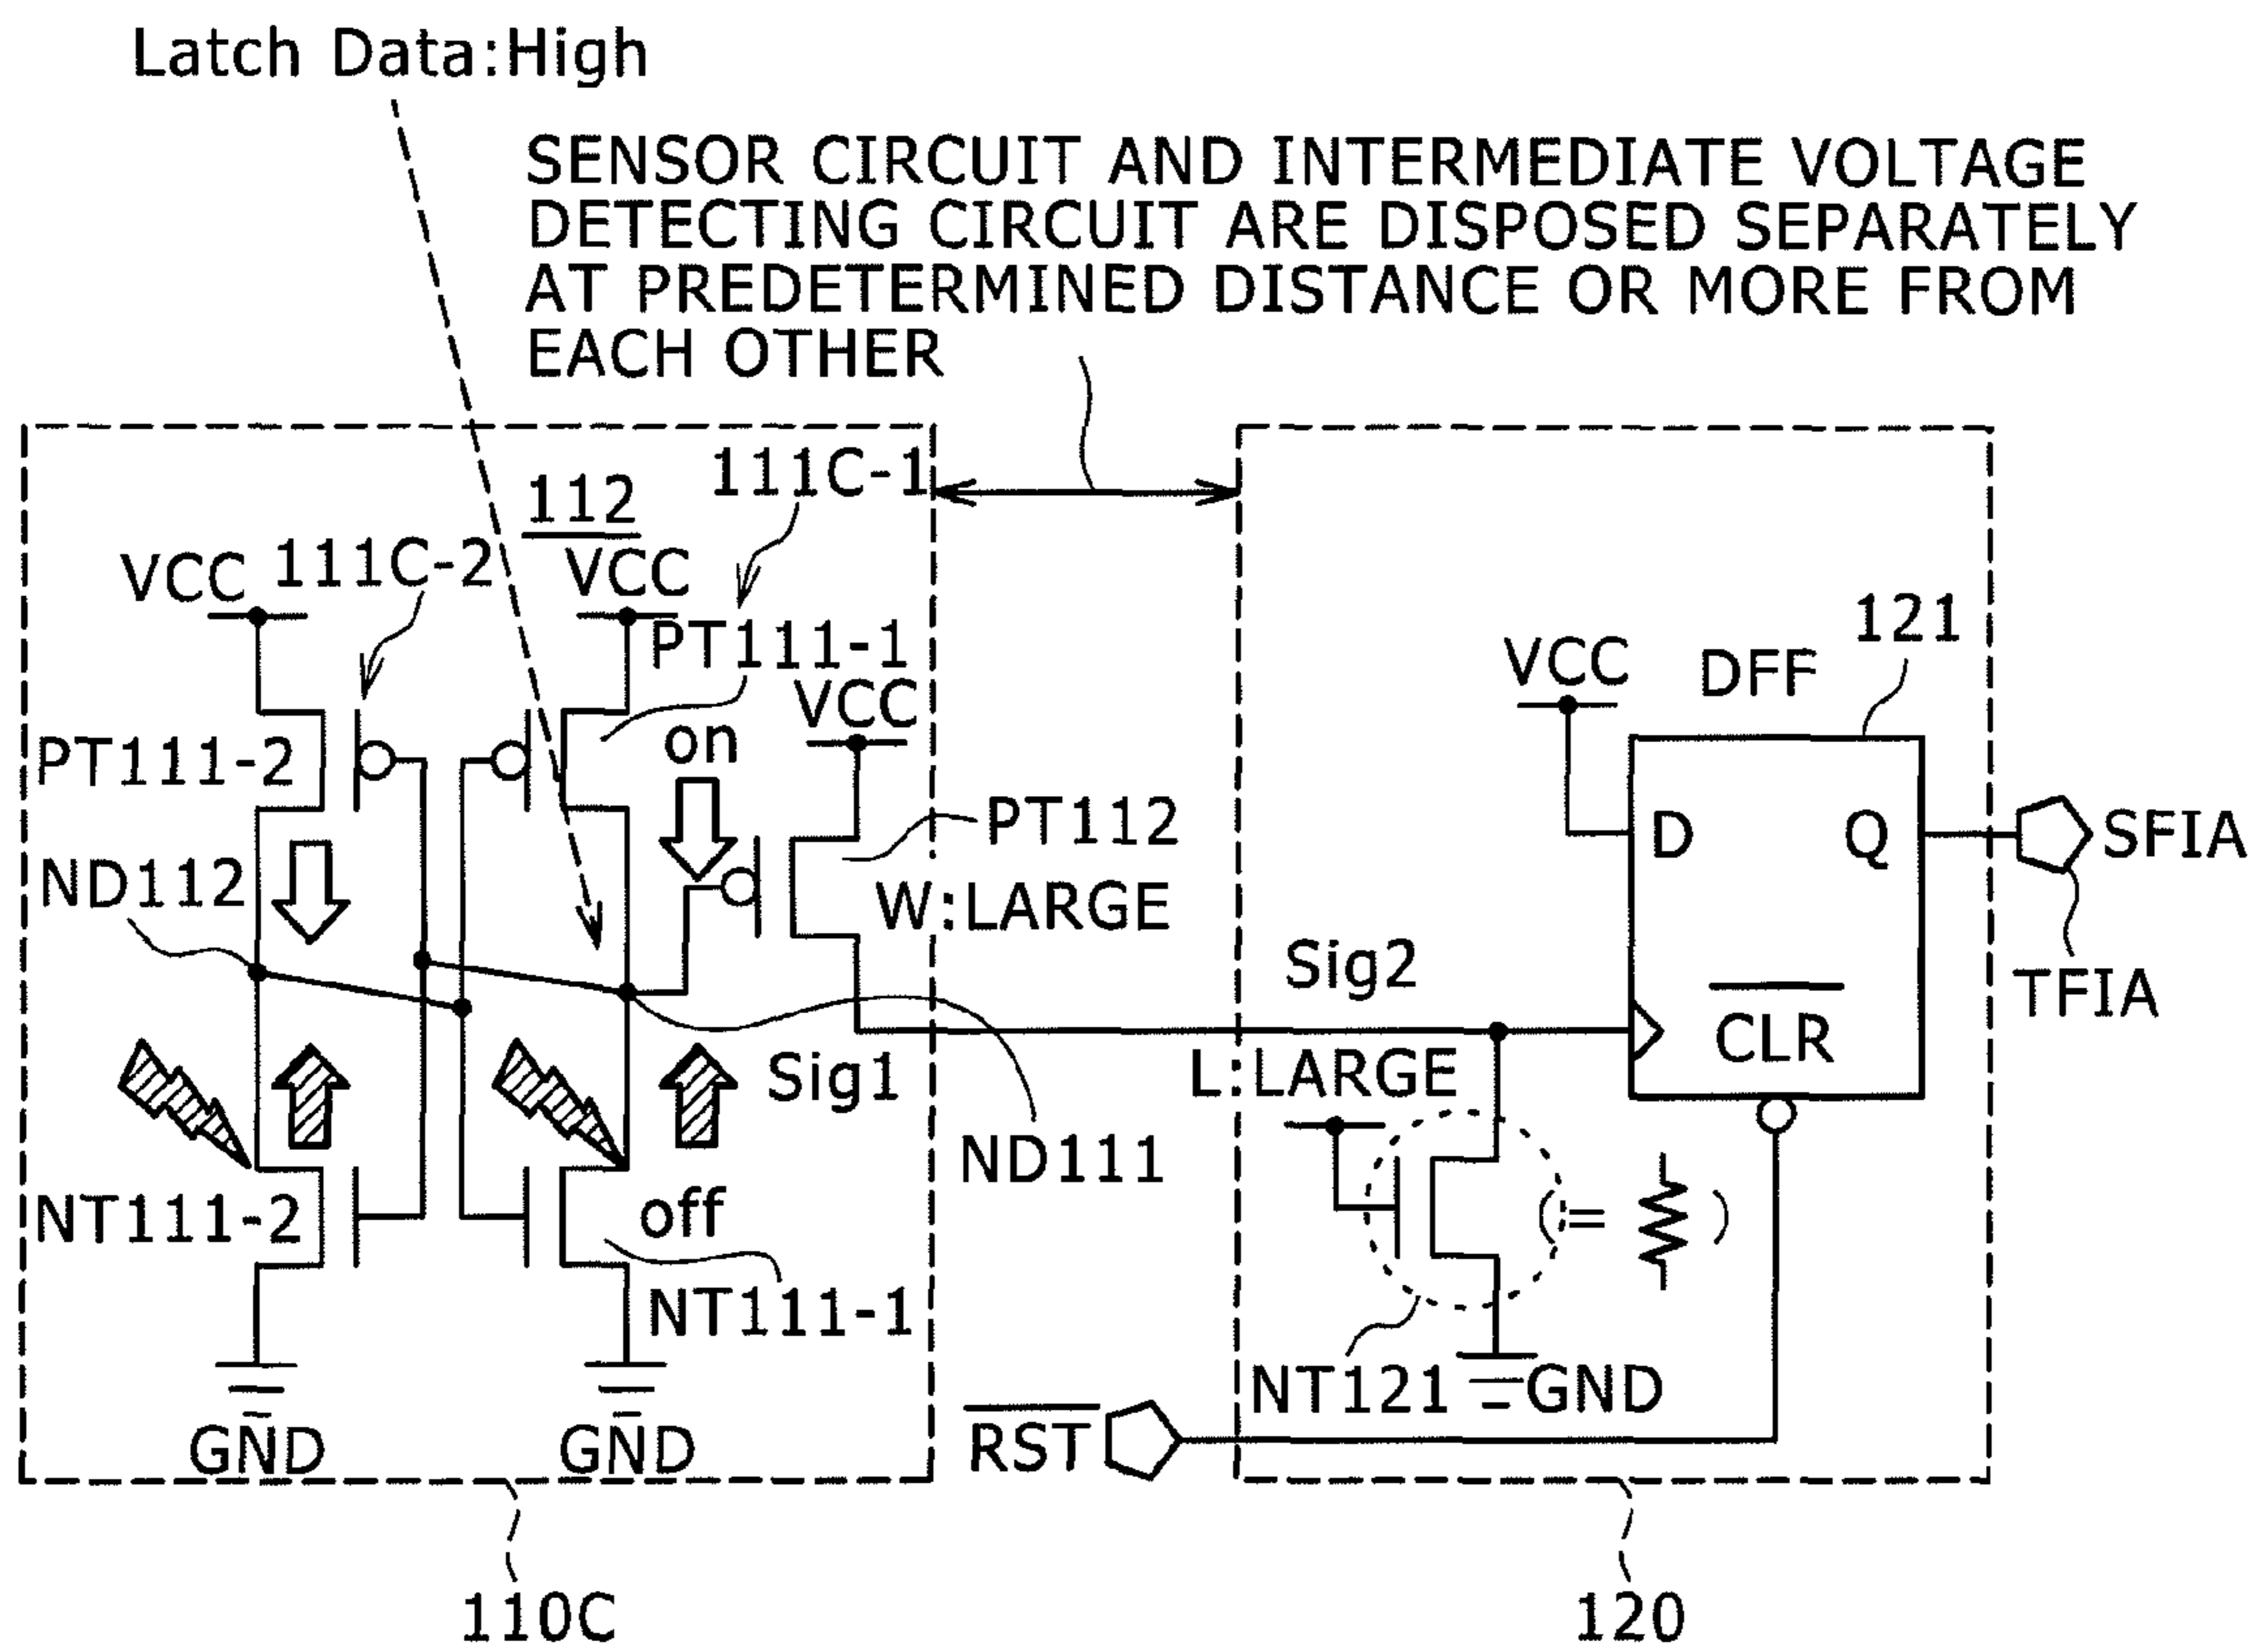 Latch Data:High
SENSOR CIRCUIT AND INTERMEDIATE VOLTAGE
DETECTING CIRCUIT ARE DISPOSED SEPARATELY
AT PREDETERMINED DISTANCE OR MORE FROM
EACH OTHER
111C-1
112
VCC
111C-2
VCC
PT111-1
VCC
on
PT111-2
PT112
W:LARGE
ND112
Sig1
ND111
NT111-2
off
NT111-1
GND
GND
110C
121
VCC
DFF
D
Q
SFIA
TFIA
Sig2
CLR
L:LARGE
(=
)
NT121
GND
RST
120